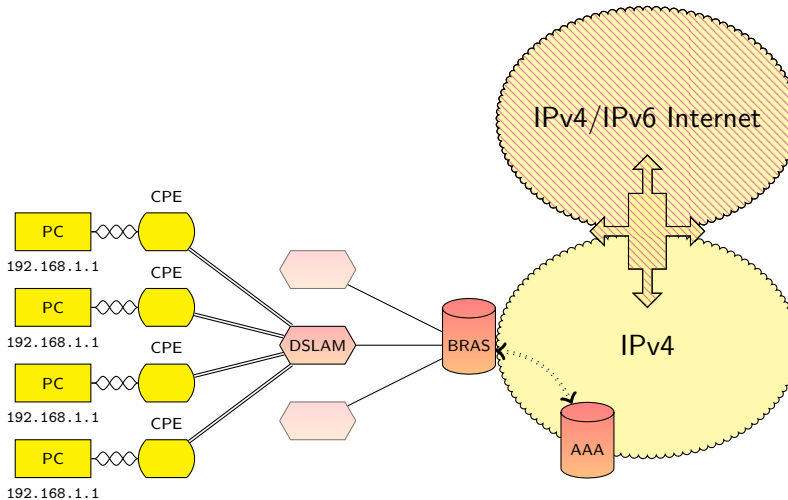 IPv4/IPv6 Internet
CPE
PC
192.168.1.1
CPE
PC
192.168.1.1
DSLAM
BRAS
IPv4
CPE
PC
192.168.1.1
CPE
PC
192.168.1.1
AAA